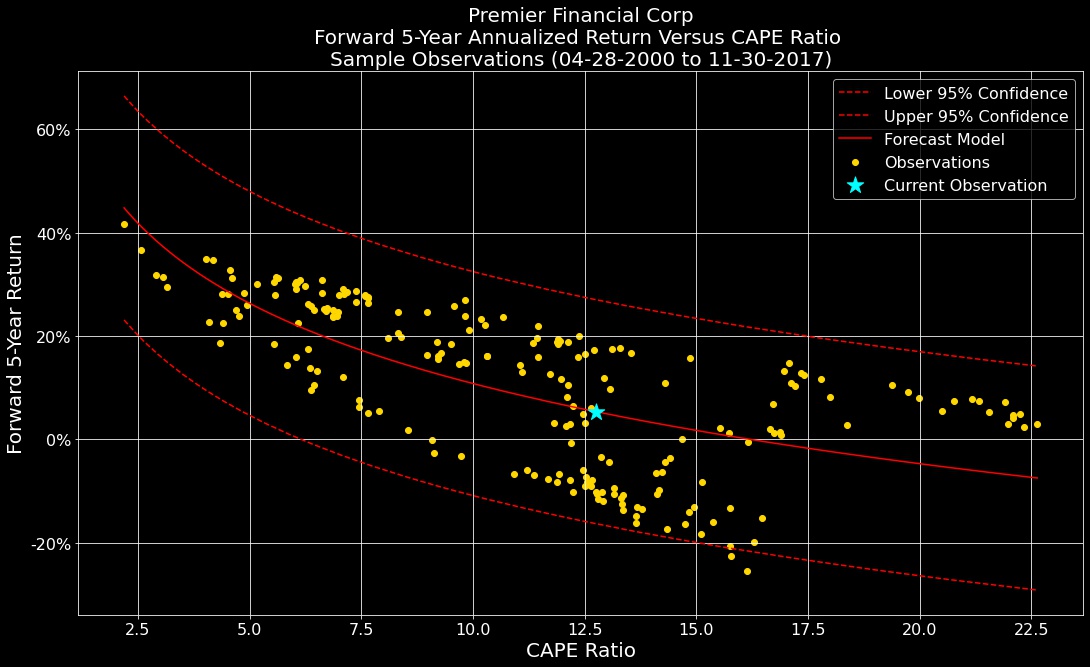 Premier Financial Corp
Forward 5-Year Annualized Return Versus CAPE Ratio
Sample Observations (04-28-2000 to 11-30-2017)
Lower 95% Confidence
Upper 95% Confidence
Forecast Model
Observations
Current Observation
Forward 5-Year Return
60%
40%
20%
0%
-20%
2.5 5.0 7.5 10.0 12.5 15.0 17.5 20.0 22.5
CAPE Ratio